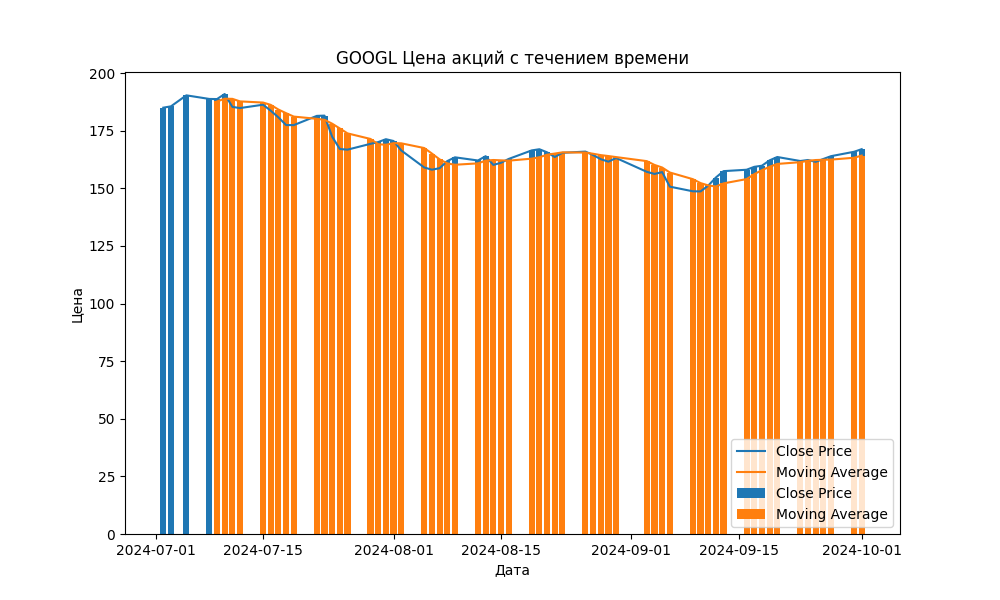 GOOGL Цена акций с течением времени
200
175
150
125
100
75
50
25
0
Цена
2024-07-01 2024-07-15 2024-08-01 2024-08-15 2024-09-01 2024-09-15 2024-10-01
Дата
Close Price
Moving Average
Close Price
Moving Average